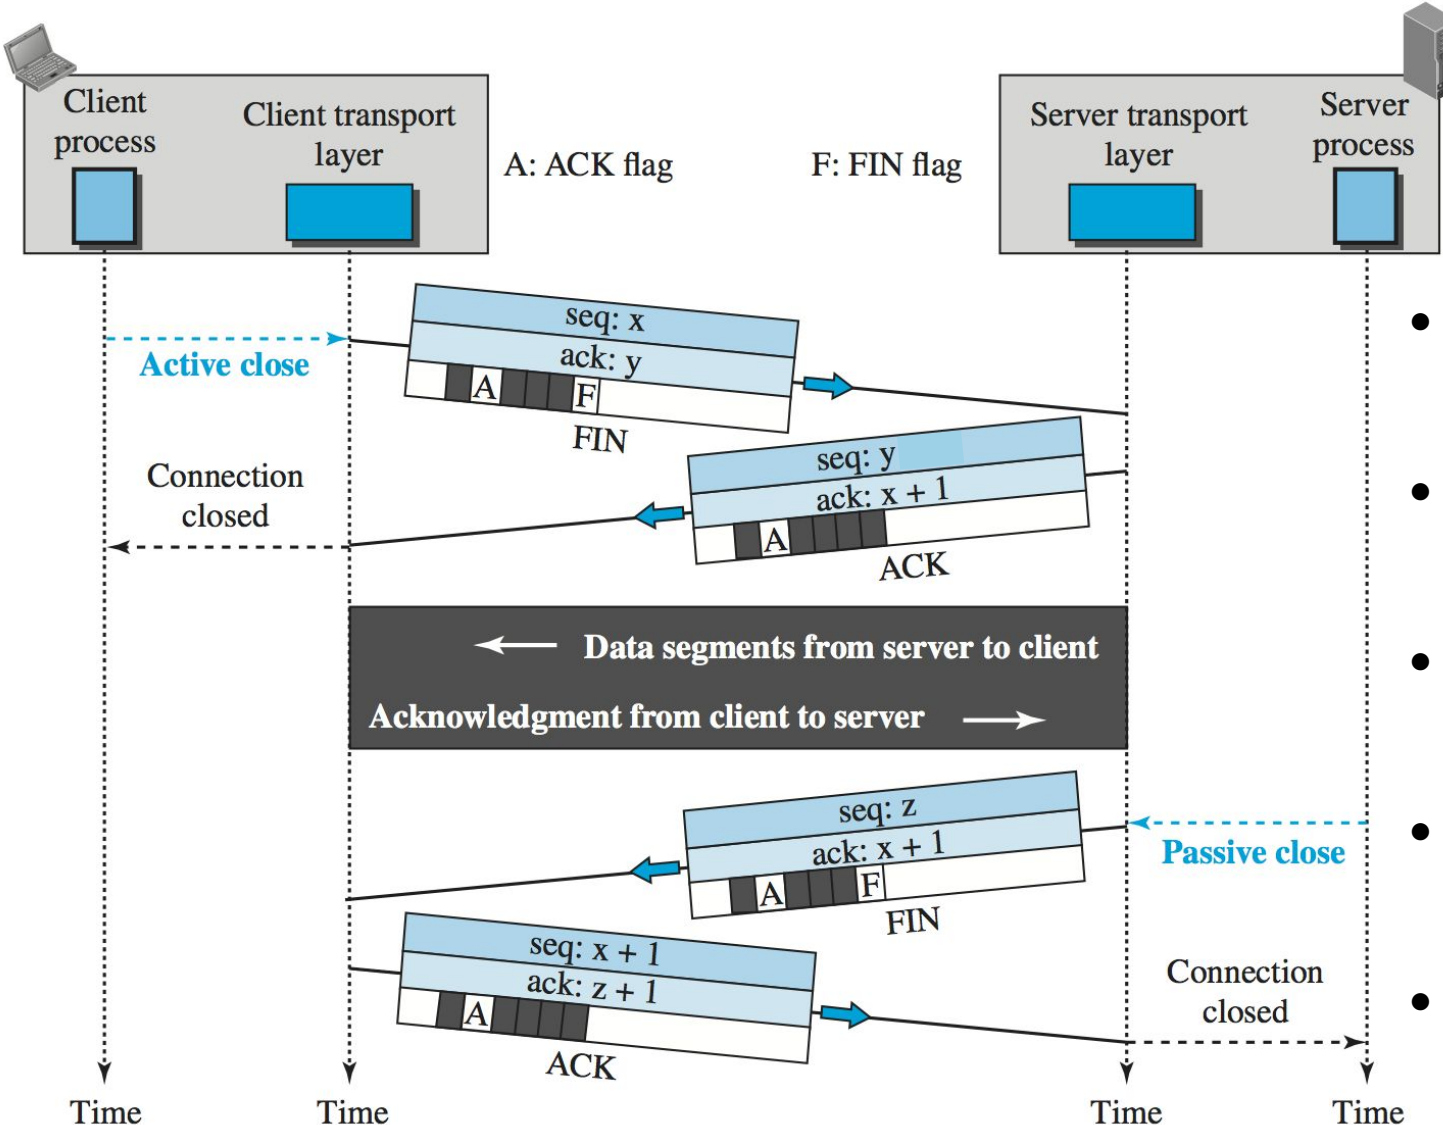 Client
process
Client transport
layer
A: ACK flag
F: FIN flag
Server transport
layer
Server
process
Active close
seq: x
ack: y
A
F
FIN
Connection
closed
seq: y
ack: x + 1
A
ACK
Data segments from server to client
Acknowledgment from client to server
seq: z
ack: x + 1
A
F
FIN
Passive close
seq: x + 1
ack: z + 1
A
ACK
Connection
closed
Time
Time
Time
Time